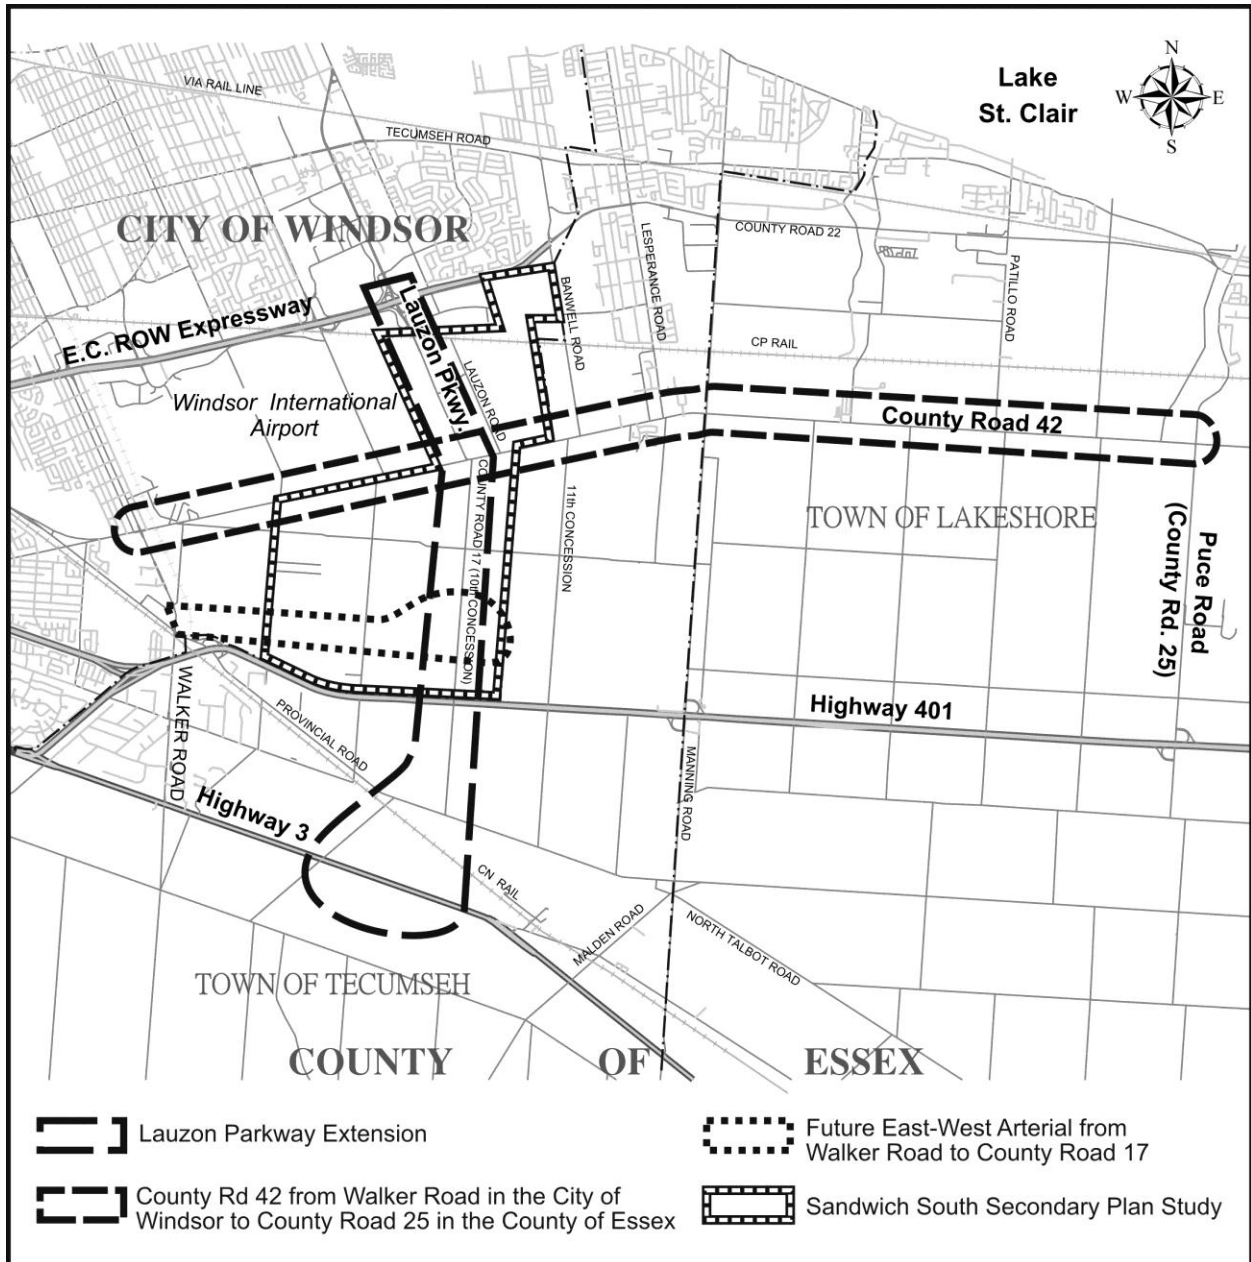 N
W
E
S
Lake
St. Clair
VIA RAIL LINE
TECUMSEH ROAD
CITY OF WINDSOR
COUNTY ROAD 22
LESPERANCE ROAD
PATILLO ROAD
BANWELL ROAD
E.C. ROW Expressway
Lauzon Pkwy.
LAUZON ROAD
CP RAIL
Windsor International
Airport
County Road 42
COUNTY ROAD 17 (10th CONCESSION)
11th CONCESSION
TOWN OF LAKESHORE
Puce Road
(County Rd. 25)
WALKER ROAD
PROVINCIAL ROAD
Highway 401
MANNING ROAD
Highway 3
CN RAIL
MALDEN ROAD
NORTH TALBOT ROAD
TOWN OF TECUMSEH
COUNTY OF ESSEX
Lauzon Parkway Extension
County Rd 42 from Walker Road in the City of
Windsor to County Road 25 in the County of Essex
Future East-West Arterial from
Walker Road to County Road 17
Sandwich South Secondary Plan Study